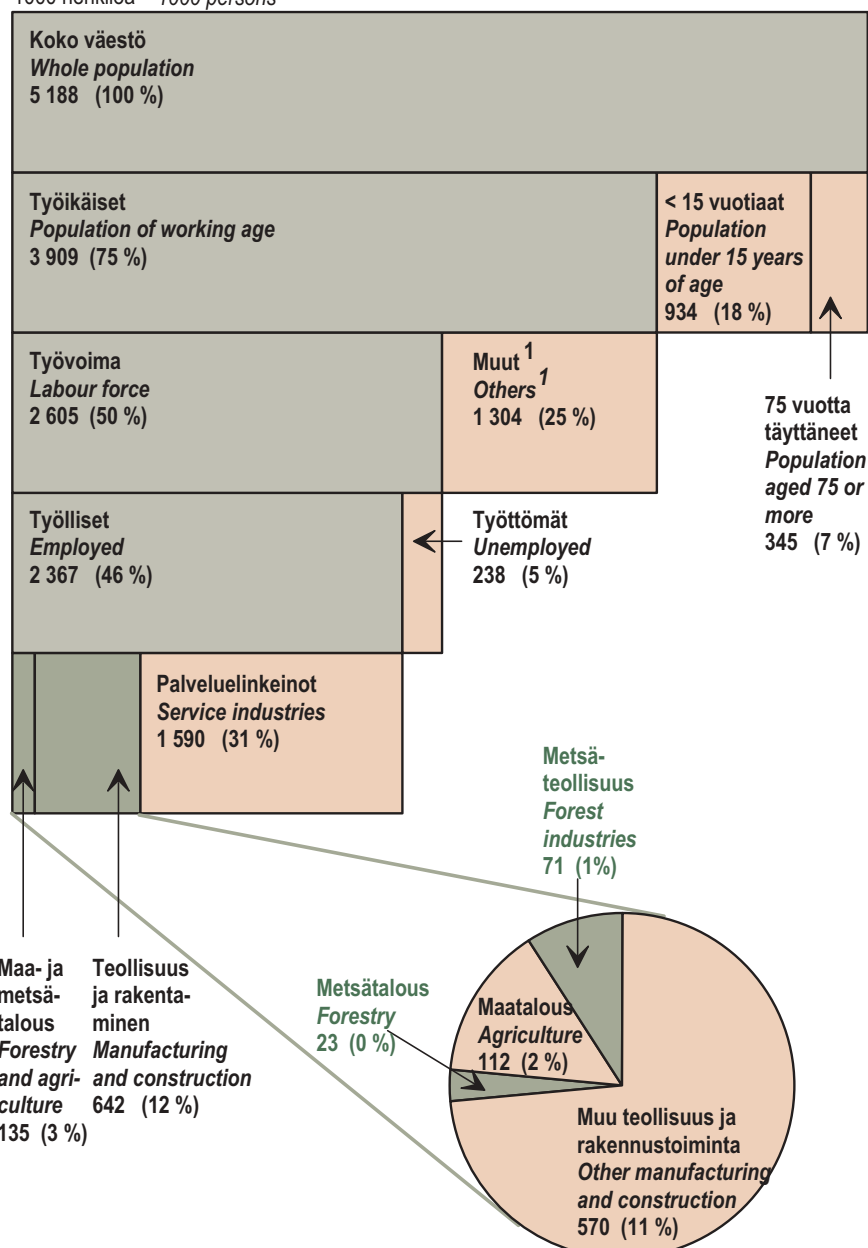 1000 henkilöä – 1000 persons
Koko väestö
Whole population
5 188 (100 %)
Työikäiset
Population of working age
3 909 (75 %)
< 15 vuotiaat
Population
under 15 years
of age
934 (18 %)
Työvoima
Labour force
2 605 (50 %)
Muut 1
Others 1
1 304 (25 %)
75 vuotta
täyttäneet
Population
aged 75 or
more
345 (7 %)
Työlliset
Employed
2 367 (46 %)
Työttömät
Unemployed
238 (5 %)
Palveluelinkeinot
Service industries
1 590 (31 %)
Maa- ja
metsä-
talous
Forestry
and agri-
culture
135 (3 %)
Teollisuus
ja rakenta-
minen
Manufacturing
and construction
642 (12 %)
Metsä-
teollisuus
Forest
industries
71 (1%)
Metsätalous
Forestry
23 (0 %)
Maatalous
Agriculture
112 (2 %)
Muu teollisuus ja
rakennustoiminta
Other manufacturing
and construction
570 (11 %)